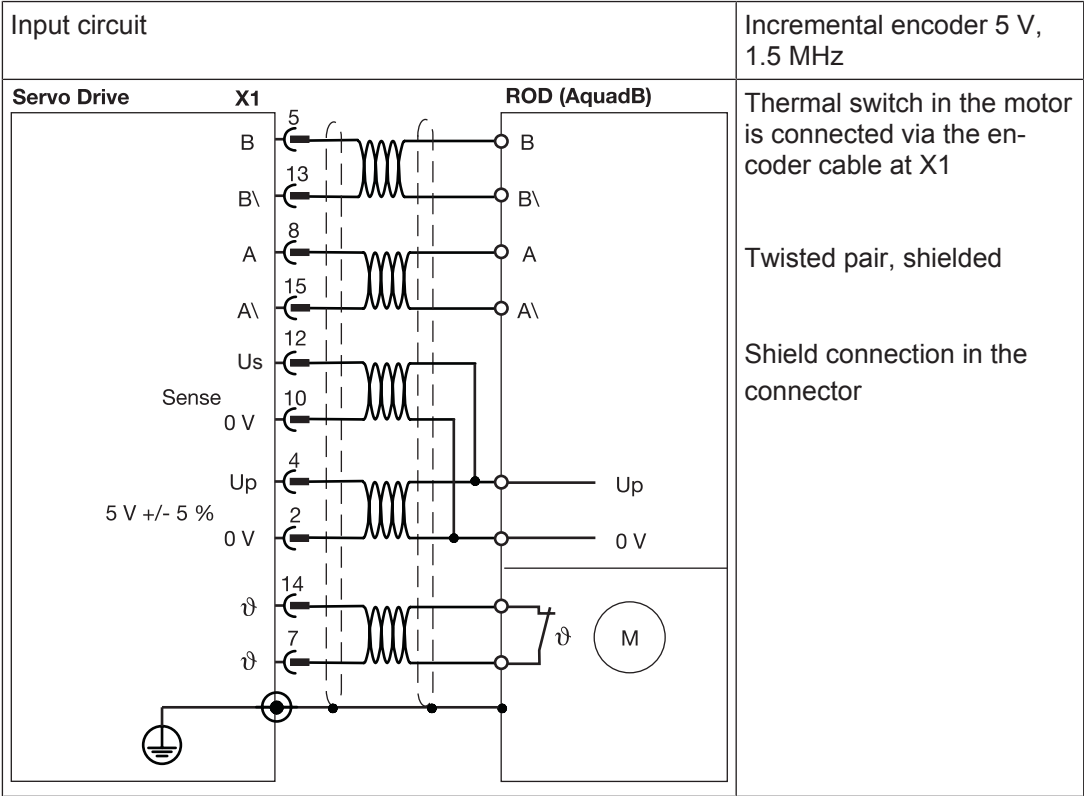 Input circuit
Incremental encoder 5 V,
1.5 MHz
Servo Drive X1 ROD (AquadB)
5
B B
13
B\ B\
8
A A
15
A\ A\
12
Us
Sense
10
0 V
4
Up Up
5 V +/- 5 %
2
0 V 0 V
14
ϑ
7
ϑ
ϑ M
Thermal switch in the motor
is connected via the en-
coder cable at X1
Twisted pair, shielded
Shield connection in the
connector